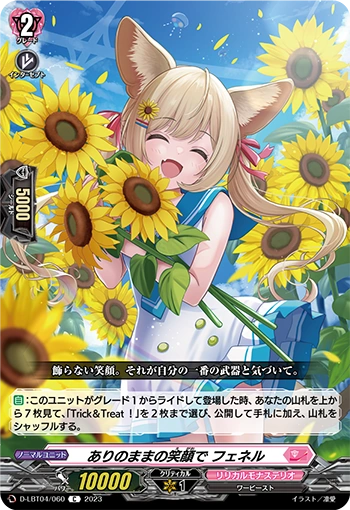 2
グレード
インターセプト
5000
シールド
飾らない笑顔。それが自分の一番の武器と気づいて。
自:このユニットがグレード1からライドして登場した時、あなたの山札を上か
ら7枚見て、「Trick&Treat！」を2枚まで選び、公開して手札に加え、山札を
シャッフルする。
ノーマルユニット
ありのままの笑顔で フェネル
パワー
10000
クリティカル
1
リリカルモナステリオ
ワービースト
D-LBT04/060 C 2023
イラスト／凛愛